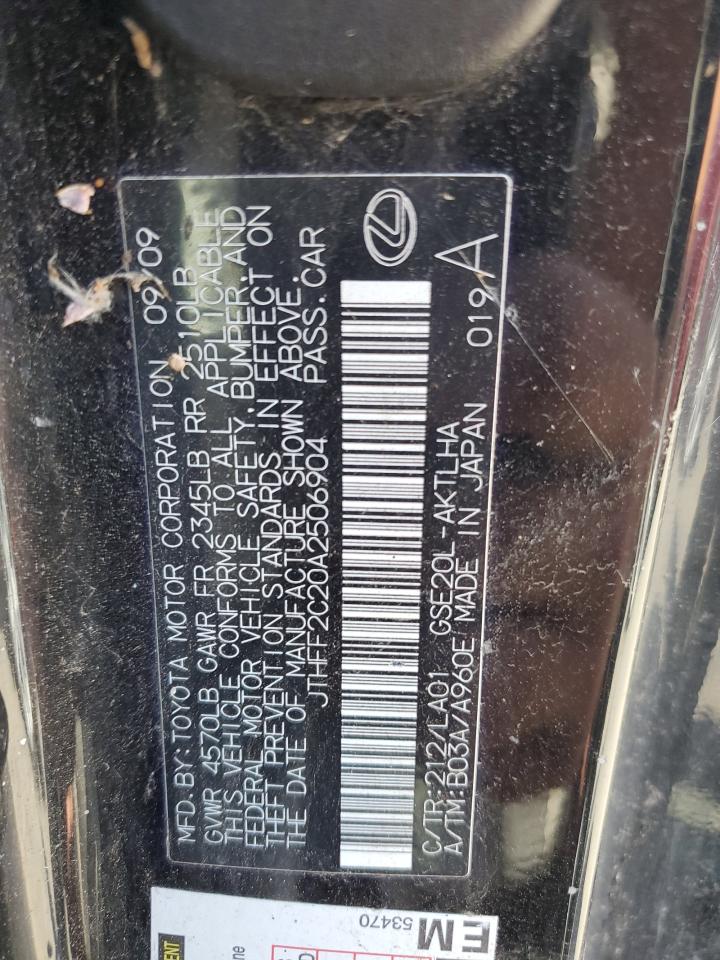 MFD. BY: TOYOTA MOTOR CORPORATION 09/09
GVWR 4570LB GAWR FR 2345LB RR 2510LB
THIS VEHICLE CONFORMS TO ALL APPLICABLE
FEDERAL MOTOR VEHICLE SAFETY, BUMPER, AND
THEFT PREVENTION STANDARDS IN EFFECT ON
THE DATE OF MANUFACTURE SHOWN ABOVE.
JTHFF2C20A2506904 PASS. CAR
C/TR: 212/LA01 GSE20L-AKTLHA 019 A
A/TM: B03A/A960E MADE IN JAPAN
EM
53470